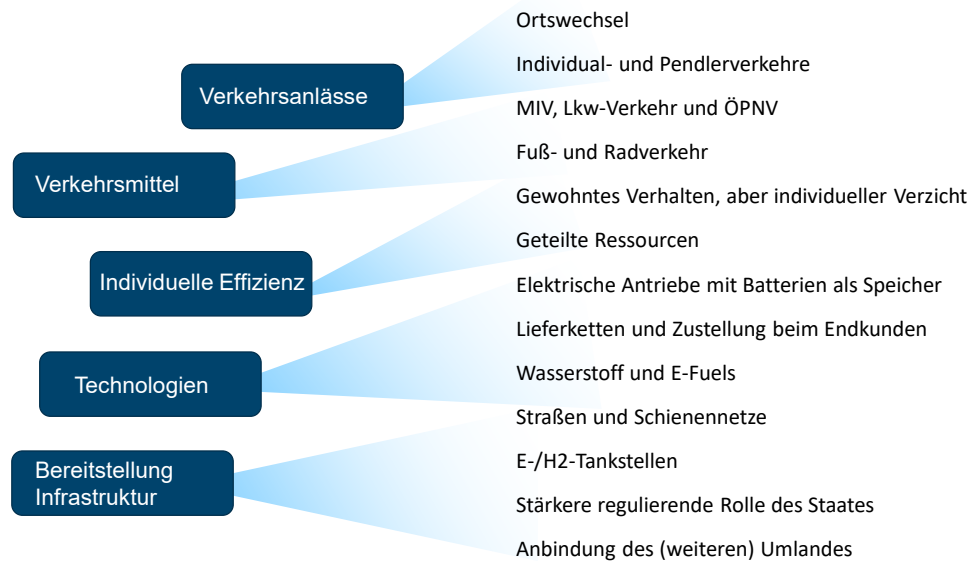 Ortswechsel
Individual- und Pendlerverkehre
Verkehrsanlässe
MIV, Lkw-Verkehr und ÖPNV
Fuß- und Radverkehr
Verkehrsmittel
Gewohntes Verhalten, aber individueller Verzicht
Geteilte Ressourcen
Individuelle Effizienz
Elektrische Antriebe mit Batterien als Speicher
Lieferketten und Zustellung beim Endkunden
Wasserstoff und E-Fuels
Technologien
Straßen und Schienennetze
E-/H2-Tankstellen
Bereitstellung
Infrastruktur
Stärkere regulierende Rolle des Staates
Anbindung des (weiteren) Umlandes